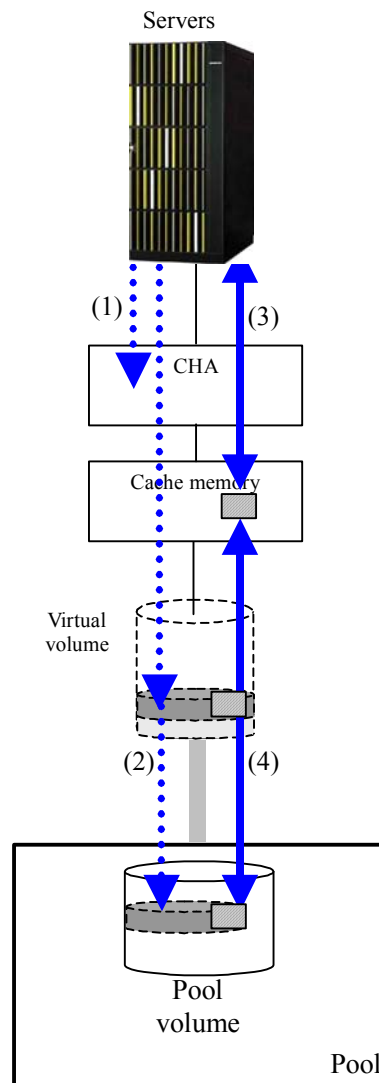 Servers
(1)
(3)
CHA
Cache memory
Virtual
volume
(2)
(4)
Pool
volume
Pool